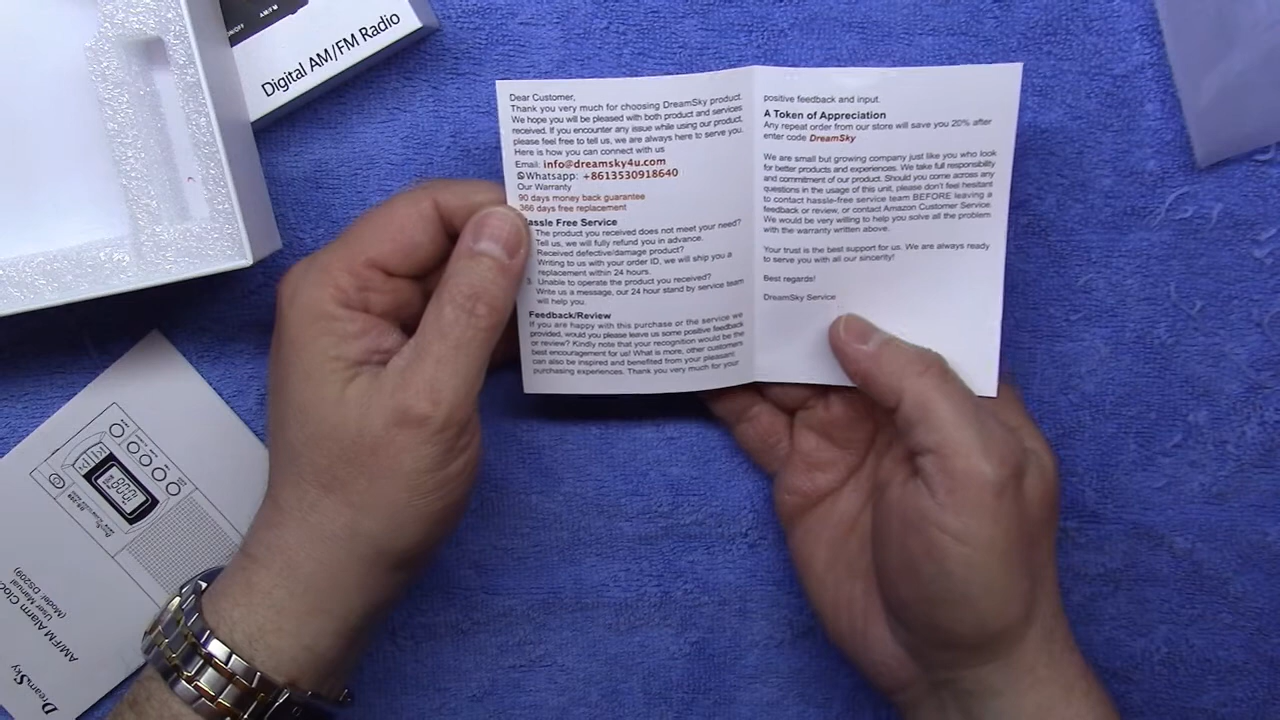 ON/OFF
AM/FM
Digital AM/FM Radio
Dear Customer,
Thank you very much for choosing DreamSky product.
We hope you will be pleased with both product and services
received. If you encounter any issue while using our product,
please feel free to tell us, we are always here to serve you.
Here is how you can connect with us
Email: info@dreamsky4u.com
Whatsapp: +8613530918640
Our Warranty
90 days money back guarantee
366 days free replacement
assle Free Service
The product you received does not meet your need?
Tell us, we will fully refund you in advance.
Received defective/damage product?
Writing to us with your order ID, we will ship you a
replacement within 24 hours.
3. Unable to operate the product you received?
Write us a message, our 24 hour stand by service team
will help you.
Feedback/Review
If you are happy with this purchase or the service we
provided, would you please leave us some positive feedback
or review? Kindly note that your recognition would be the
best encouragement for us! What is more, other customers
can also be inspired and benefited from your pleasant
purchasing experiences. Thank you very much for your
positive feedback and input.
A Token of Appreciation
Any repeat order from our store will save you 20% after
enter code DreamSky
We are small but growing company just like you who look
for better products and experiences. We take full responsibility
and commitment of our product. Should you come across any
questions in the usage of this unit, please don't feel hesitant
to contact hassle-free service team BEFORE leaving a
feedback or review, or contact Amazon Customer Service.
We would be very willing to help you solve all the problem
with the warranty written above.
Your trust is the best support for us. We are always ready
to serve you with all our sincerity!
Best regards!
DreamSky Service
DreamSky
AM/FM Alarm Cloc
User Manual
(Model: DS209)